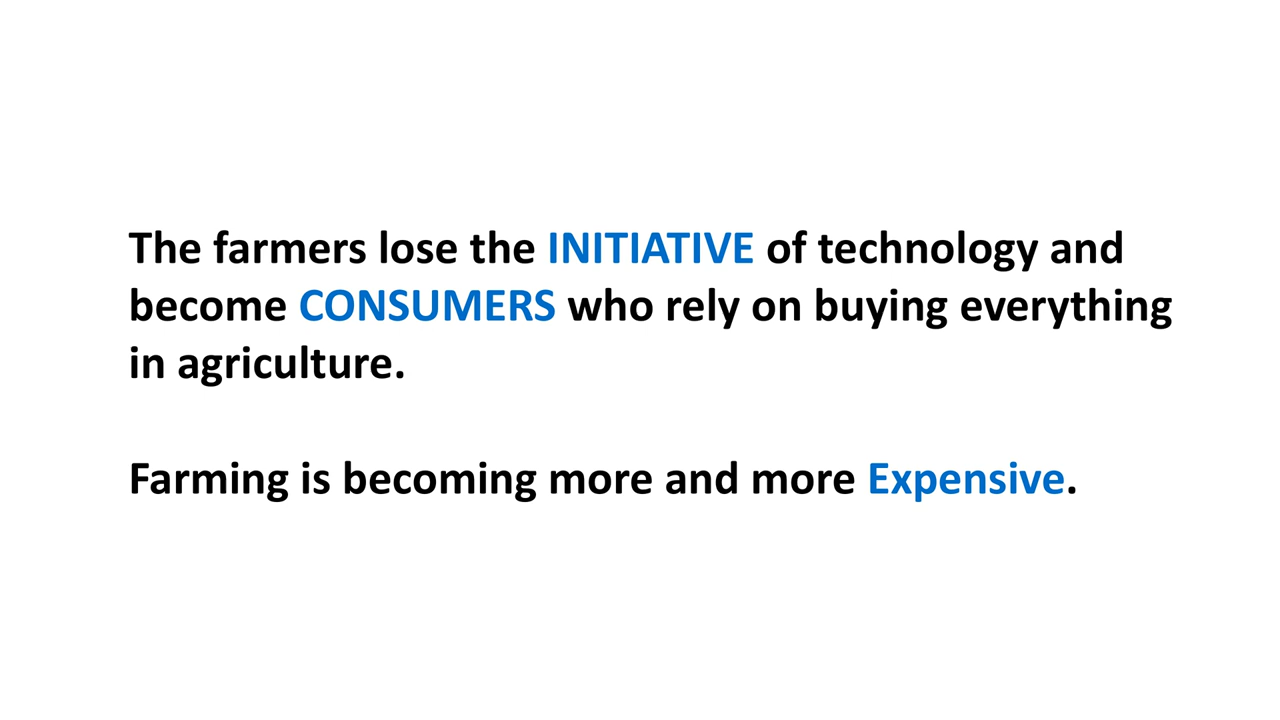 The farmers lose the INITIATIVE of technology and
become CONSUMERS who rely on buying everything
in agriculture.
Farming is becoming more and more Expensive.